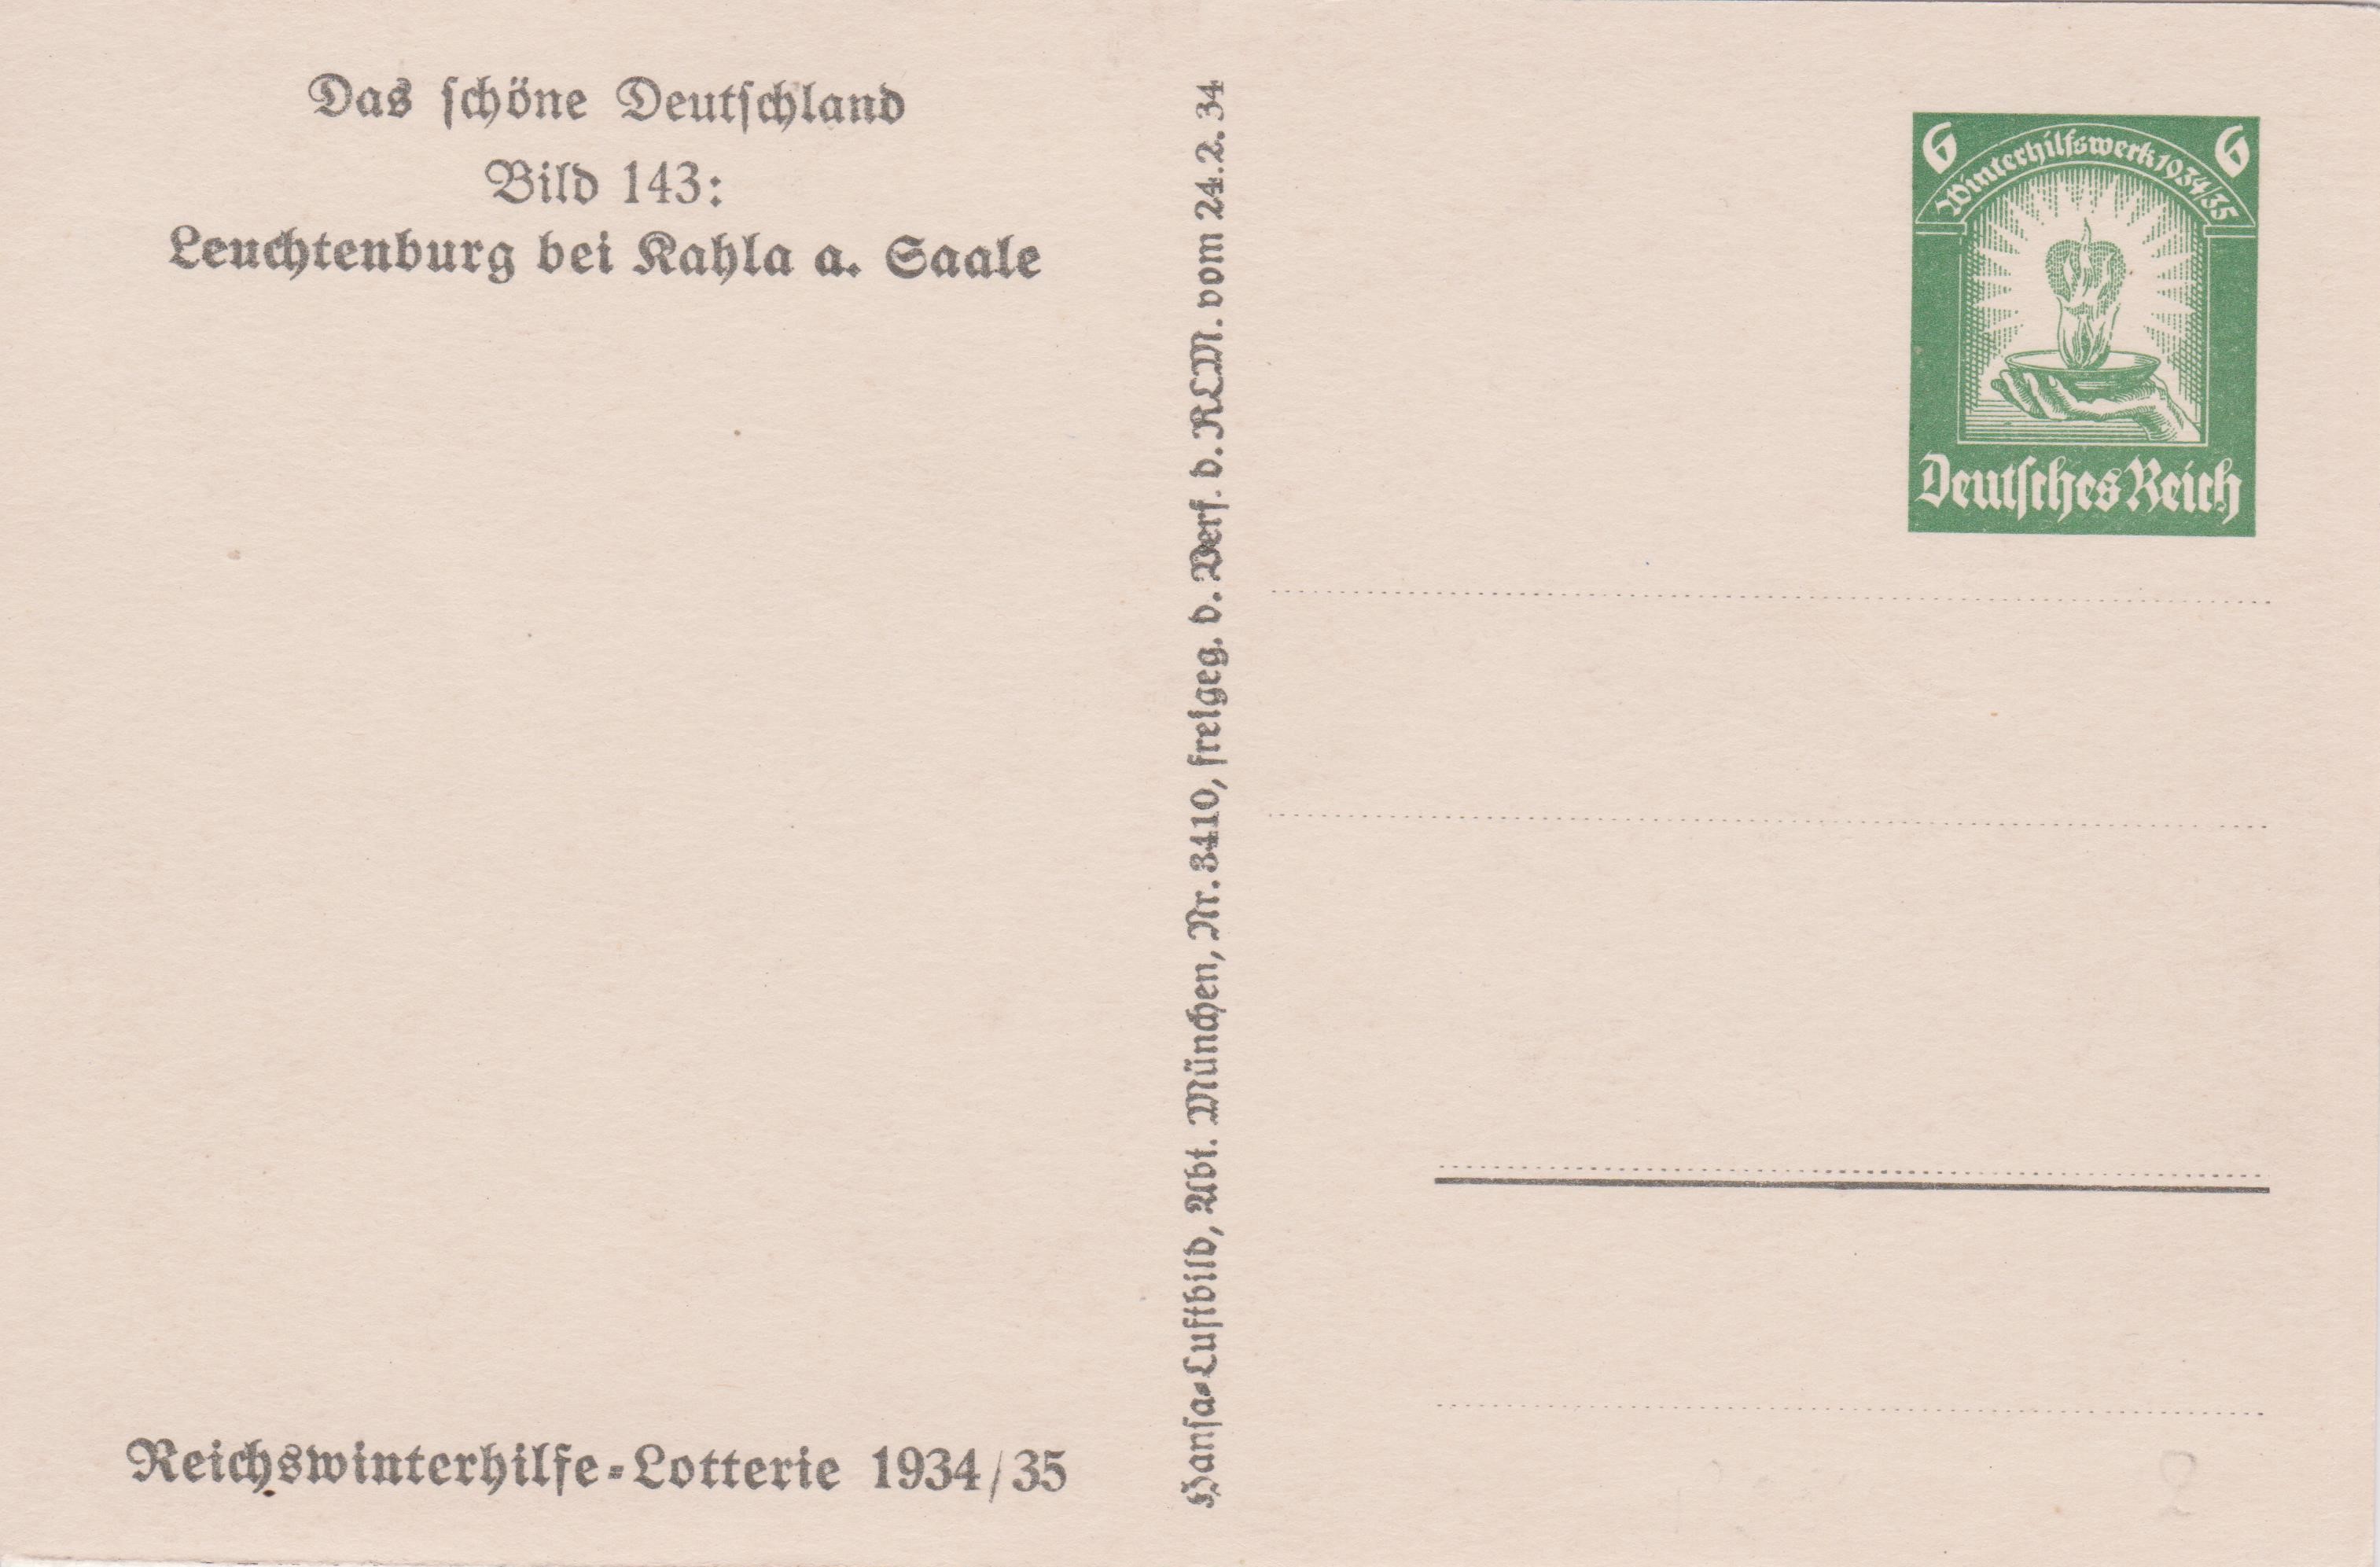 Das schöne Deutschland
Bild 143:
Leuchtenburg bei Kahla a. Saale
Reichswinterhilfe-Lotterie 1934/35
Hansa-Luftbild, Abt. München, Nr. 3410, freigeg. d. Verf. d. RLM. vom 24.2.34
6 6
Winterhilfswerk 1934/35
Deutsches Reich